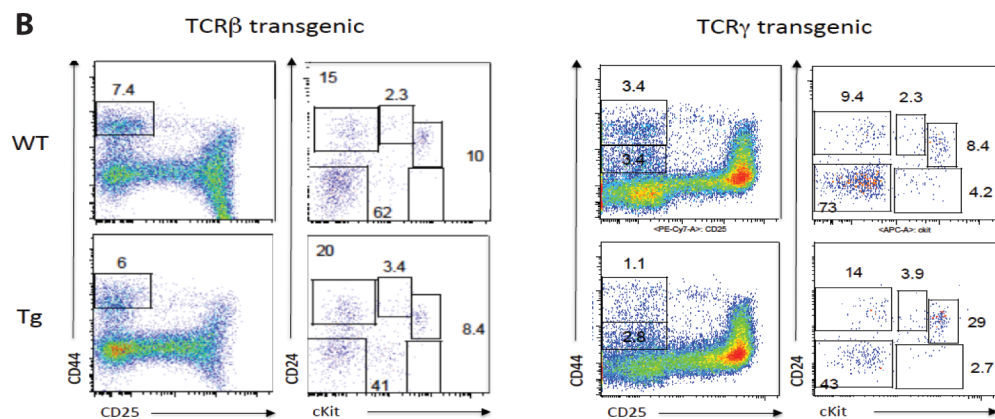 B
TCRβ transgenic
TCRγ transgenic
WT
7.4
15
2.3
10
62
3.4
3.4
9.4
2.3
8.4
4.2
73
<PE-Cy7-A>: CD25
<APC-A>: ckit
Tg
6
20
3.4
8.4
41
1.1
2.8
14
3.9
29
2.7
43
CD44
CD24
CD44
CD24
CD25
cKit
CD25
cKit